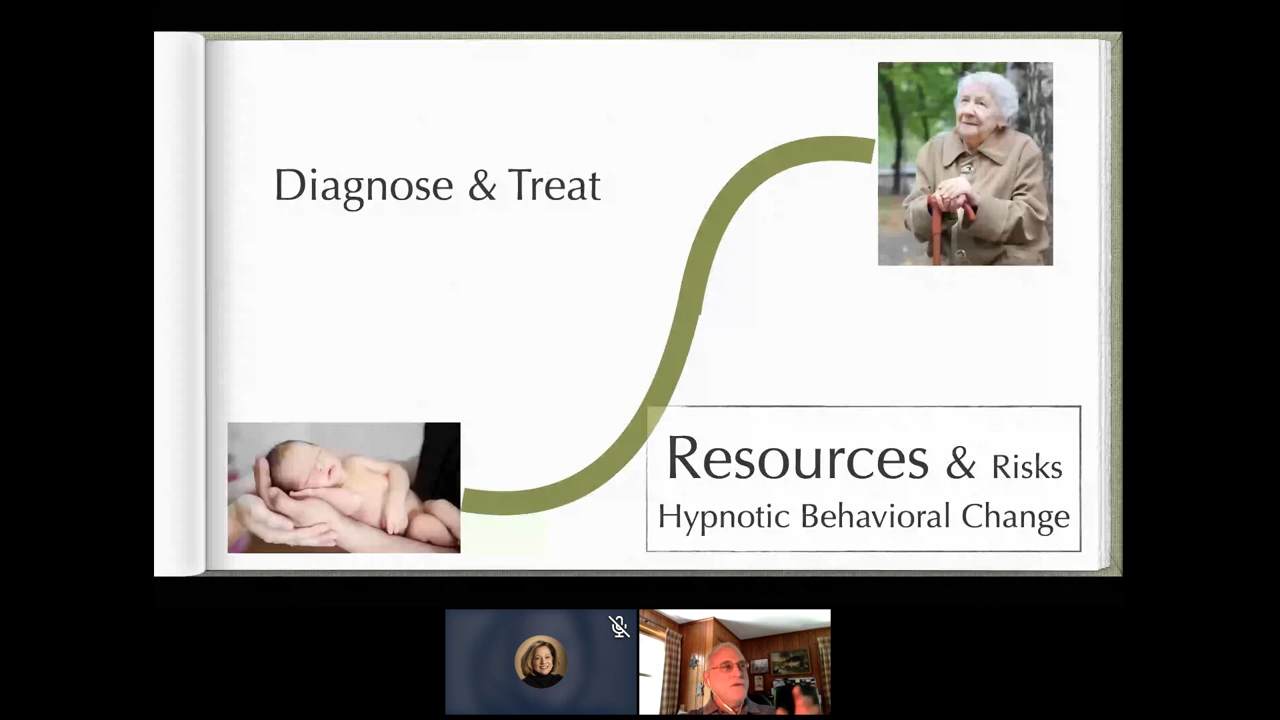 Diagnose & Treat
Resources & Risks
Hypnotic Behavioral Change